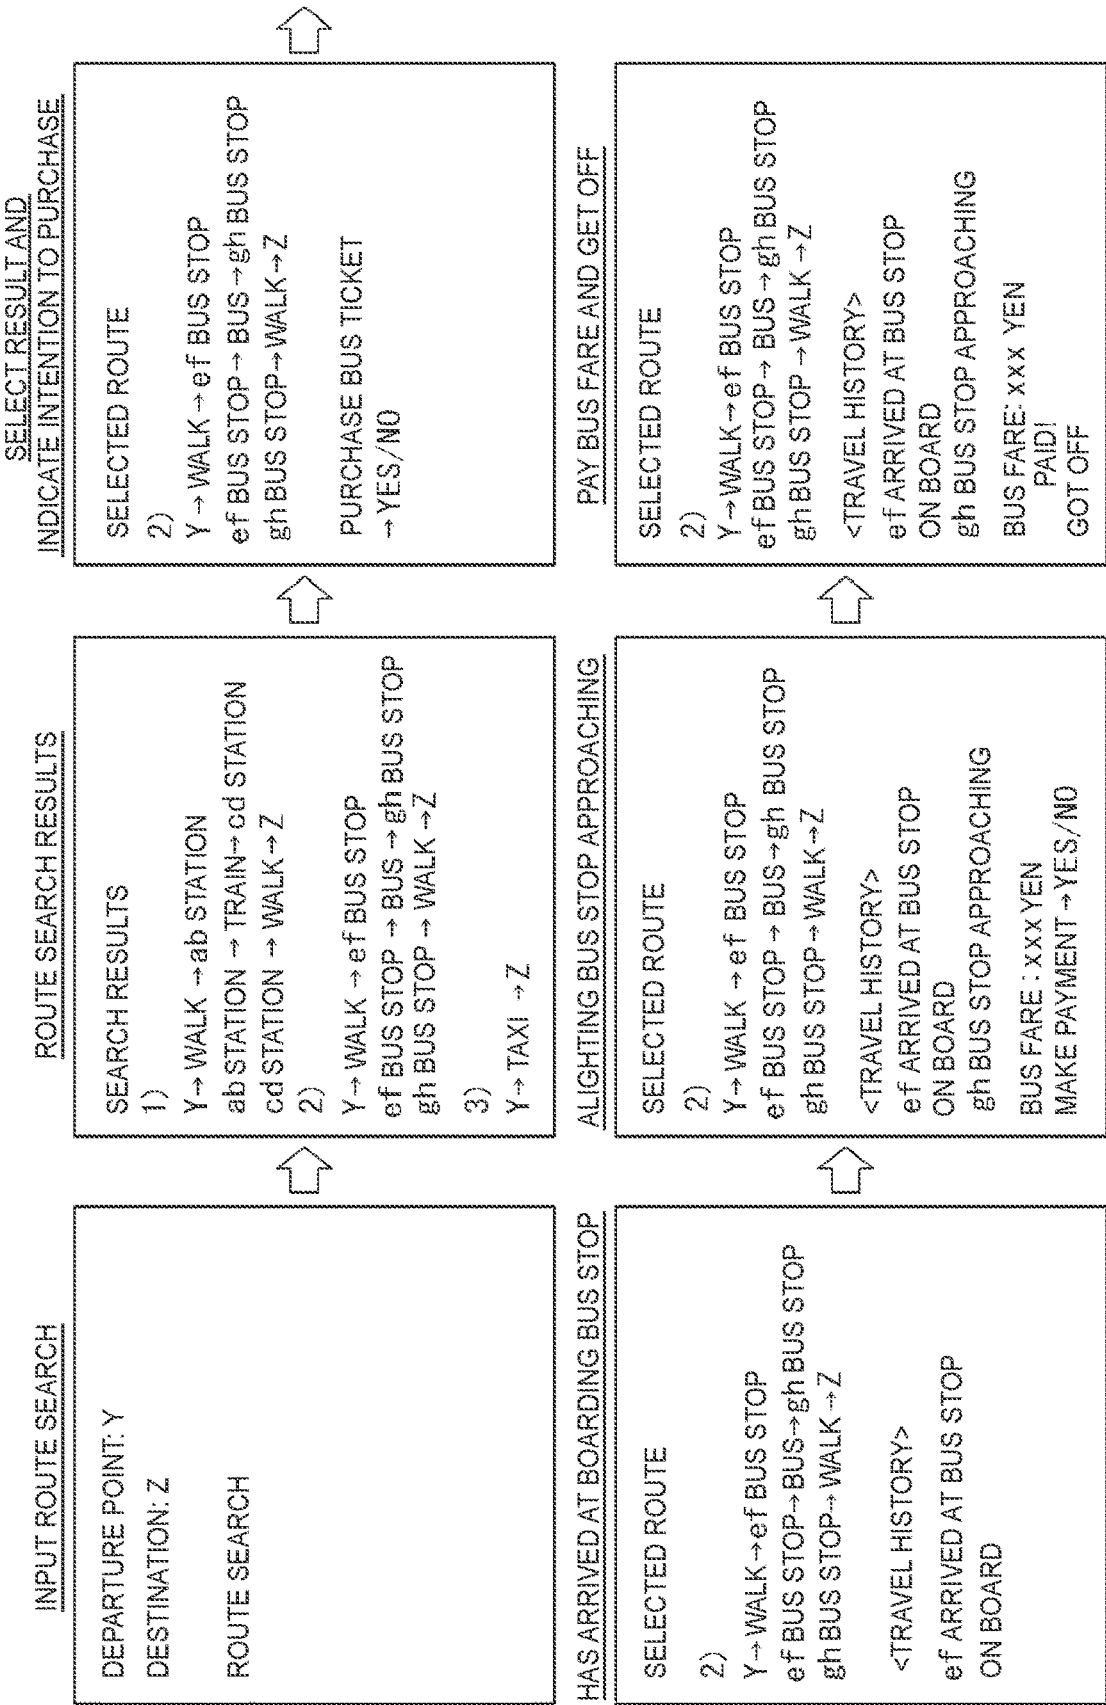 INPUT ROUTE SEARCH
DEPARTURE POINT: Y
DESTINATION: Z
ROUTE SEARCH
ROUTE SEARCH RESULTS
SEARCH RESULTS
1)
Y→ WALK →ab STATION
ab STATION → TRAIN→ cd STATION
cd STATION → WALK→Z
2)
Y→ WALK → ef BUS STOP
ef BUS STOP → BUS →gh BUS STOP
gh BUS STOP → WALK →Z
3)
Y→ TAXI →Z
SELECT RESULT AND
INDICATE INTENTION TO PURCHASE
SELECTED ROUTE
2)
Y→ WALK → ef BUS STOP
ef BUS STOP→ BUS→gh BUS STOP
gh BUS STOP→ WALK→Z
PURCHASE BUS TICKET
→ YES/NO
HAS ARRIVED AT BOARDING BUS STOP
SELECTED ROUTE
2)
Y→ WALK→ef BUS STOP
ef BUS STOP→BUS→gh BUS STOP
gh BUS STOP→ WALK →Z
<TRAVEL HISTORY>
ef ARRIVED AT BUS STOP
ON BOARD
ALIGHTING BUS STOP APPROACHING
SELECTED ROUTE
2)
Y→ WALK → ef BUS STOP
ef BUS STOP → BUS→gh BUS STOP
gh BUS STOP→ WALK→Z
<TRAVEL HISTORY>
ef ARRIVED AT BUS STOP
ON BOARD
gh BUS STOP APPROACHING
BUS FARE : xxx YEN
MAKE PAYMENT→YES/NO
PAY BUS FARE AND GET OFF
SELECTED ROUTE
2)
Y→WALK→ef BUS STOP
ef BUS STOP→ BUS →gh BUS STOP
gh BUS STOP →WALK →Z
<TRAVEL HISTORY>
ef ARRIVED AT BUS STOP
ON BOARD
gh BUS STOP APPROACHING
BUS FARE: xxx YEN
PAID!
GOT OFF